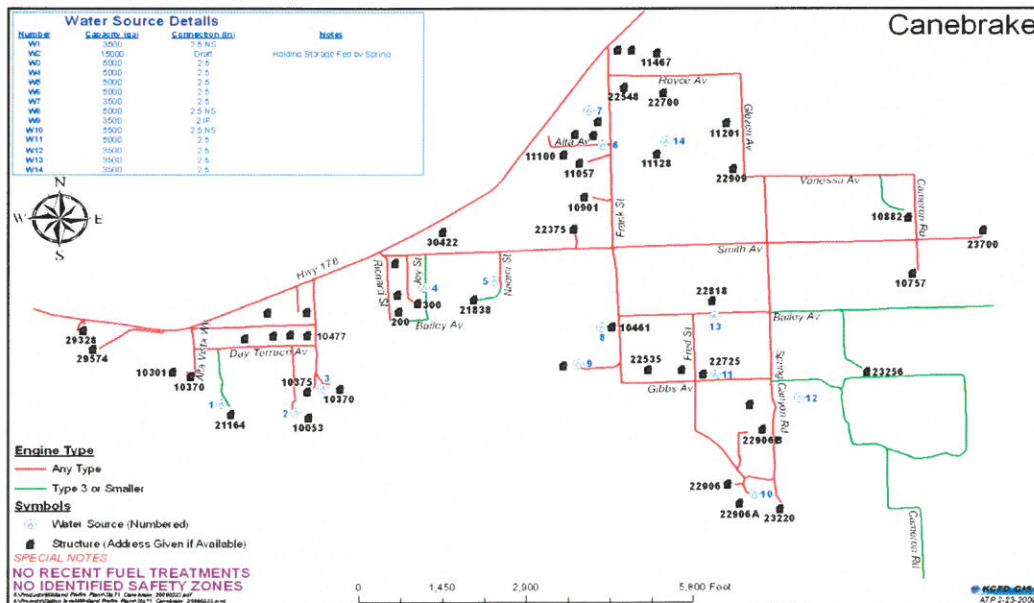 Canebrake
Water Source Details
Number Capacity (gal) Connection (in) Notes
W1 3500 2.5 NS
W2 15000 Draft Holding Storage Fed by Spring
W3 5000 2.5
W4 5000 2.5
W5 5000 2.5
W6 5000 2.5
W7 3500 2.5
W8 5000 2.5 NS
W9 3500 2 IP
W10 5500 2.5 NS
W11 5000 2.5
W12 3500 2.5
W13 3500 2.5
W14 3500 2.5
N
W E
S
11467
Royce Av
22548
22700
7
Glezen Av
11201
Alta Av
6
14
11100
11057
11128
22909
Vanessa Av
Cameron Rd
10901
10882
22375
Frank St
30422
23700
Smith Av
Hwy 178
Rickard St
Joy St
Naomi St
4
5
300
21838
200
Bailey Av
10757
22818
13
Bailey Av
10461
8
Fred St
29328
29574
Alta Vista Wy
10477
Day Terrace Av
10301
10370
10375
3
10370
1
21164
2
10053
9
22535
22725
11
Gibbs Av
Spring Canyon Rd
23256
12
22906B
22906
10
22906A
23220
Cameron Rd
Engine Type
Any Type
Type 3 or Smaller
Symbols
Water Source (Numbered)
Structure (Address Given if Available)
SPECIAL NOTES
NO RECENT FUEL TREATMENTS
NO IDENTIFIED SAFETY ZONES
0 1,450 2,900 5,800 Feet
KCFD GIS